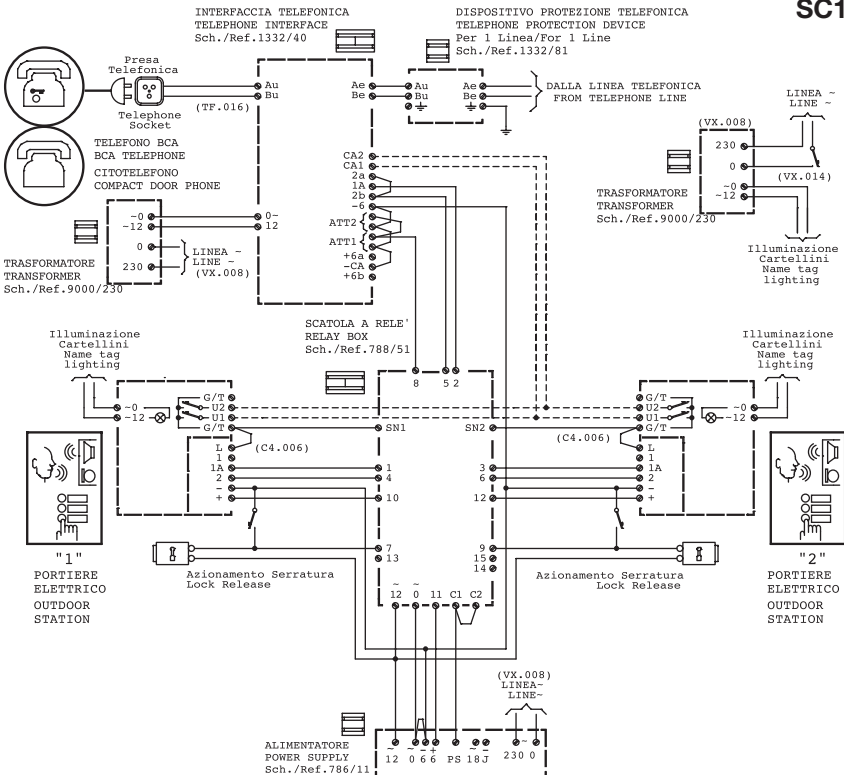 SC1
INTERFACCIA TELEFONICA
TELEPHONE INTERFACE
Sch./Ref.1332/40
DISPOSITIVO PROTEZIONE TELEFONICA
TELEPHONE PROTECTION DEVICE
Per 1 Linea/For 1 Line
Sch./Ref.1332/81
Presa
Telefonica
Telephone
Socket
(TF.016)
Au
Bu
Ae
Be
Au
Bu
Ae
Be
DALLA LINEA TELEFONICA
FROM TELEPHONE LINE
TELEFONO BCA
BCA TELEPHONE
CITOTELEFONO
COMPACT DOOR PHONE
CA2
CA1
2a
1A
2b
-6
ATT2
ATT1
+6a
-CA
+6b
0~
12
~0
~12
0
230
LINEA ~
LINE ~
(VX.008)
TRASFORMATORE
TRANSFORMER
Sch./Ref.9000/230
LINEA ~
LINE ~
(VX.008)
230
0
~0
~12
(VX.014)
TRASFORMATORE
TRANSFORMER
Sch./Ref.9000/230
Illuminazione
Cartellini
Name tag
lighting
SCATOLA A RELE'
RELAY BOX
Sch./Ref.788/51
8 5 2
Illuminazione
Cartellini
Name tag
lighting
~0
~12
G/T
U2
U1
G/T
L
1
1A
2
-
+
(C4.006)
SN1
1
4
10
7
13
SN2
3
6
12
9
15
14
~ ~
12 0 11 C1 C2
Illuminazione
Cartellini
Name tag
lighting
G/T
U2
U1
G/T
L
1
1A
2
-
+
~0
~12
(C4.006)
"1"
PORTIERE
ELETTRICO
OUTDOOR
STATION
Azionamento Serratura
Lock Release
Azionamento Serratura
Lock Release
"2"
PORTIERE
ELETTRICO
OUTDOOR
STATION
(VX.008)
LINEA~
LINE~
ALIMENTATORE
POWER SUPPLY
Sch./Ref.786/11
~ ~ - + ~ - ~
12 0 6 6 PS 18 J 230 0